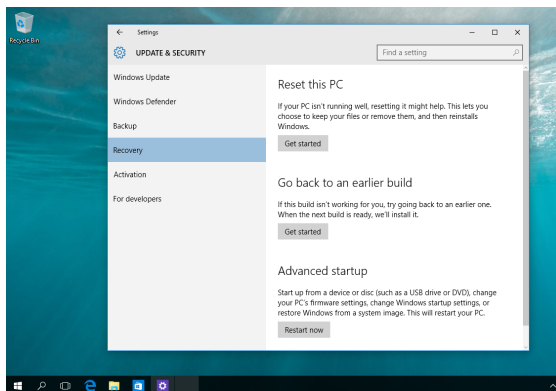 Recycle Bin
Settings
UPDATE & SECURITY
Find a setting
Windows Update
Windows Defender
Backup
Recovery
Activation
For developers
Reset this PC
If your PC isn't running well, resetting it might help. This lets you
choose to keep your files or remove them, and then reinstalls
Windows.
Get started
Go back to an earlier build
If this build isn't working for you, try going back to an earlier one.
When the next build is ready, we'll install it.
Get started
Advanced startup
Start up from a device or disc (such as a USB drive or DVD), change
your PC's firmware settings, change Windows startup settings, or
restore Windows from a system image. This will restart your PC.
Restart now